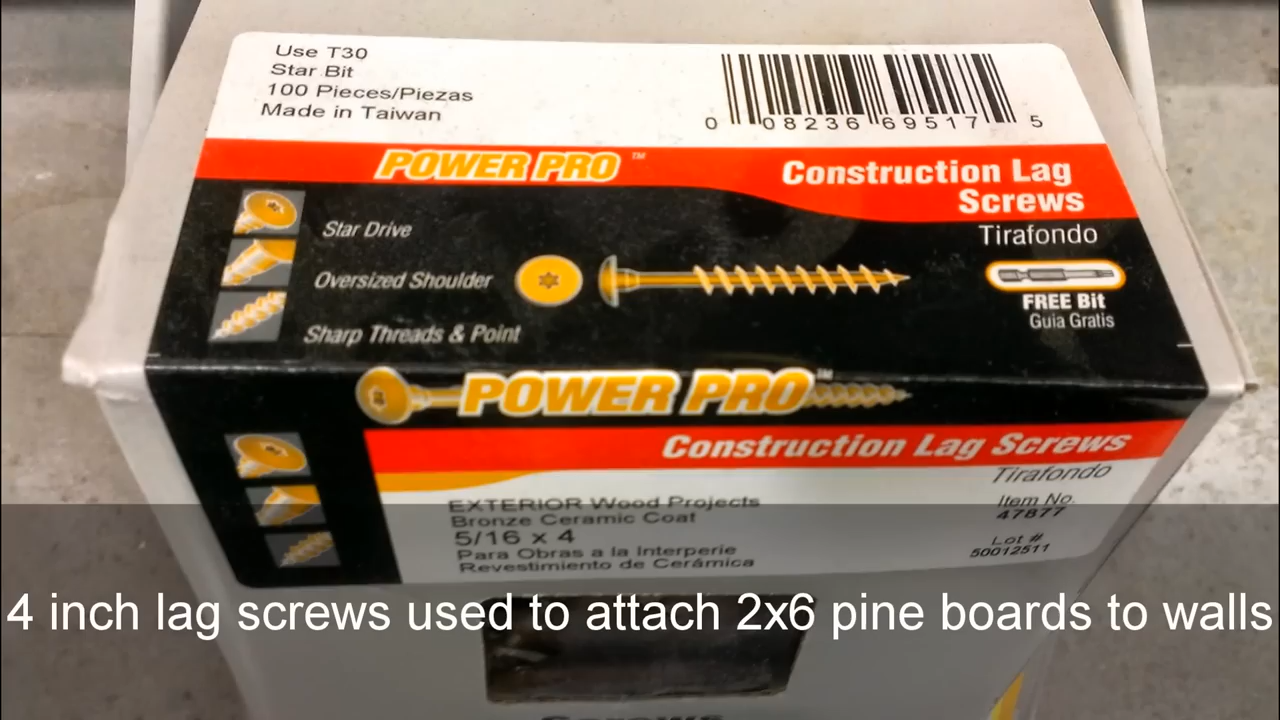 Use T30
Star Bit
100 Pieces/Piezas
Made in Taiwan
0 08236 69517 5
POWER PRO™
Construction Lag
Screws
Tirafondo
Star Drive
Oversized Shoulder
Sharp Threads & Point
FREE Bit
Guia Gratis
POWER PRO™
Construction Lag Screws
Tirafondo
EXTERIOR Wood Projects
Bronze Ceramic Coat
5/16 x 4
Para Obras a la Interperie
Revestimiento de Cerámica
Item No.
47877
Lot #
50012511
4 inch lag screws used to attach 2x6 pine boards to walls
Screws